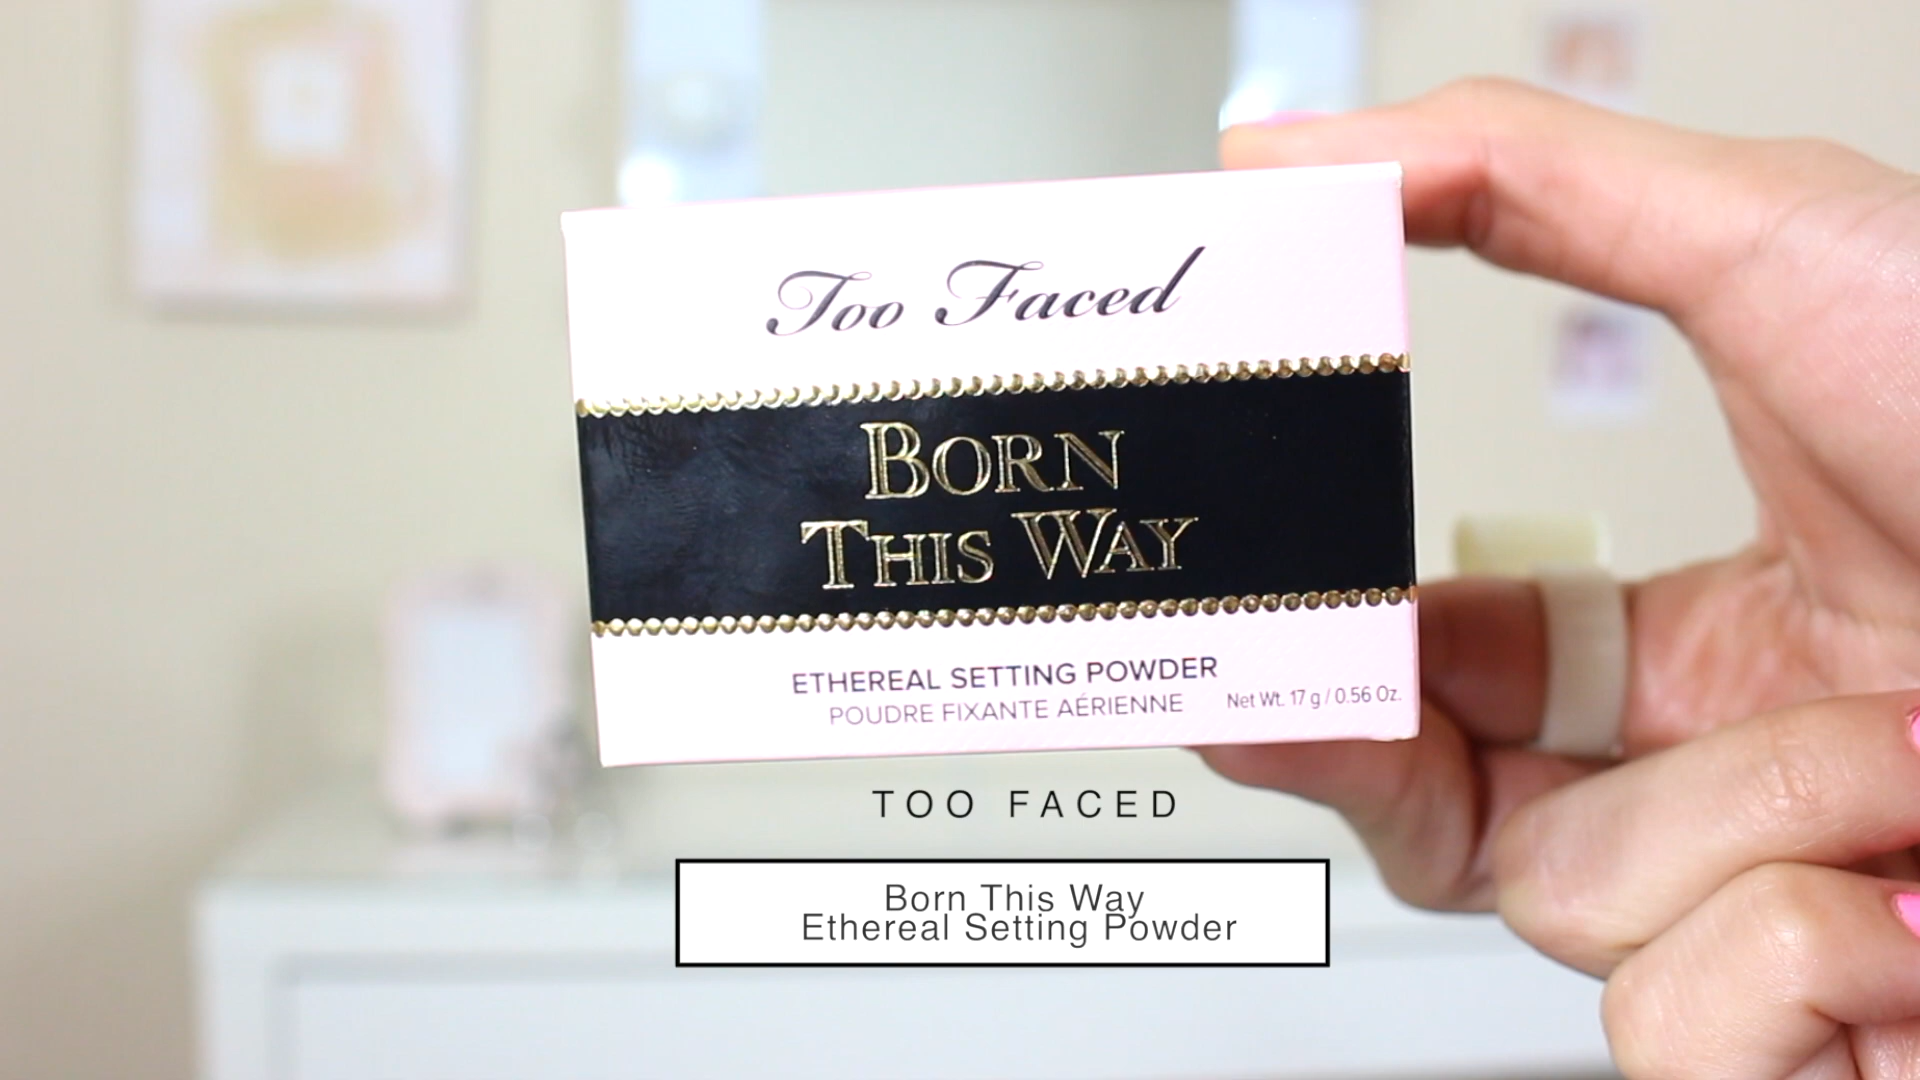 Too Faced
BORN
THIS WAY
ETHEREAL SETTING POWDER
POUDRE FIXANTE AÉRIENNE Net Wt. 17 g / 0.56 Oz.
TOO FACED
Born This Way
Ethereal Setting Powder